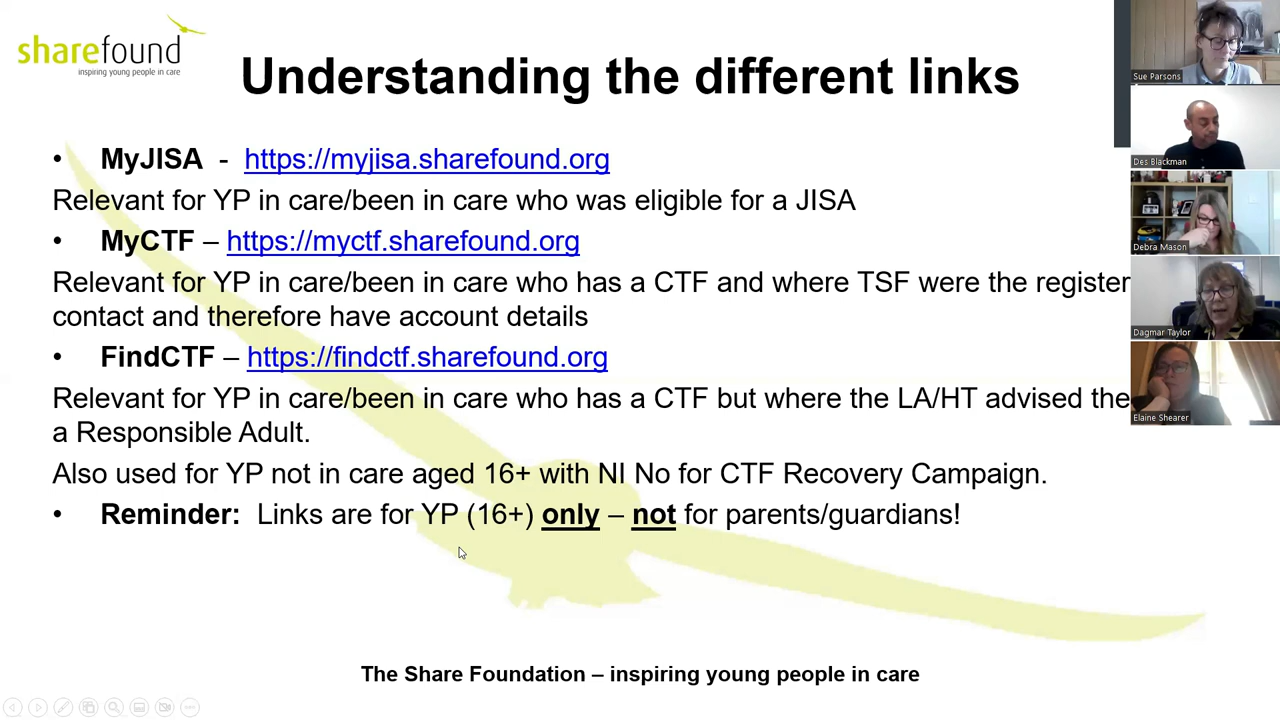 sharefound
inspiring young people in care
Understanding the different links
• MyJISA - https://myjisa.sharefound.org
Relevant for YP in care/been in care who was eligible for a JISA
• MyCTF – https://myctf.sharefound.org
Relevant for YP in care/been in care who has a CTF and where TSF were the register
contact and therefore have account details
• FindCTF – https://findctf.sharefound.org
Relevant for YP in care/been in care who has a CTF but where the LA/HT advised the
a Responsible Adult.
Also used for YP not in care aged 16+ with NI No for CTF Recovery Campaign.
• Reminder: Links are for YP (16+) only – not for parents/guardians!
The Share Foundation – inspiring young people in care
Sue Parsons
Des Blackman
Debra Mason
Dagmar Taylor
Elaine Shearer